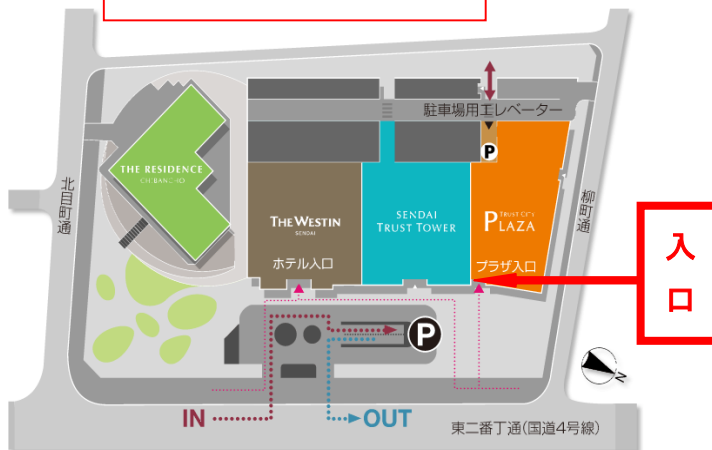 駐車場用エレベーター
P
THE RESIDENCE
北目町通
THE WESTIN
SENDAI
SENDAI
TRUST TOWER
TRUST CITY
PLAZA
柳町通
ホテル入口
プラザ入口
入
口
P
N
IN
OUT
東二番丁通(国道4号線)